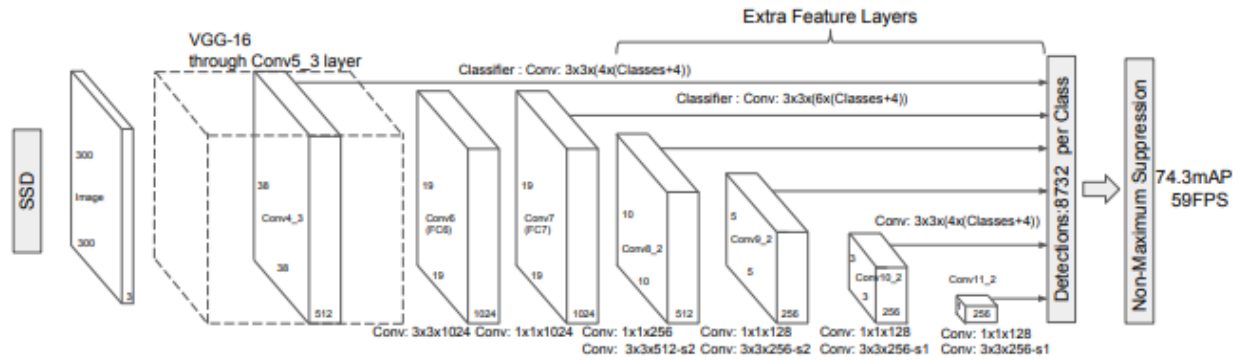 Extra Feature Layers
VGG-16
through Conv5_3 layer
Classifier : Conv: 3x3x(4x(Classes+4))
Classifier : Conv: 3x3x(6x(Classes+4))
SSD
300
Image
300
3
38
Conv4_3
38
512
19
Conv6
(FC6)
19
1024
19
Conv7
(FC7)
19
1024
10
Conv8_2
10
512
5
Conv9_2
5
256
Conv: 3x3x(4x(Classes+4))
3
Conv10_2
3
256
Conv11_2
256
Detections:8732 per Class
Non-Maximum Suppression
74.3mAP
59FPS
Conv: 3x3x1024
Conv: 1x1x1024
Conv: 1x1x256
Conv: 3x3x512-s2
Conv: 1x1x128
Conv: 3x3x256-s2
Conv: 1x1x128
Conv: 3x3x256-s1
Conv: 1x1x128
Conv: 3x3x256-s1